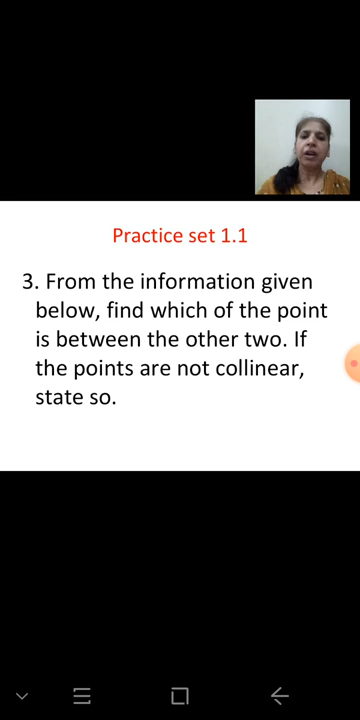 Practice set 1.1
3. From the information given
below, find which of the point
is between the other two. If
the points are not collinear,
state so.